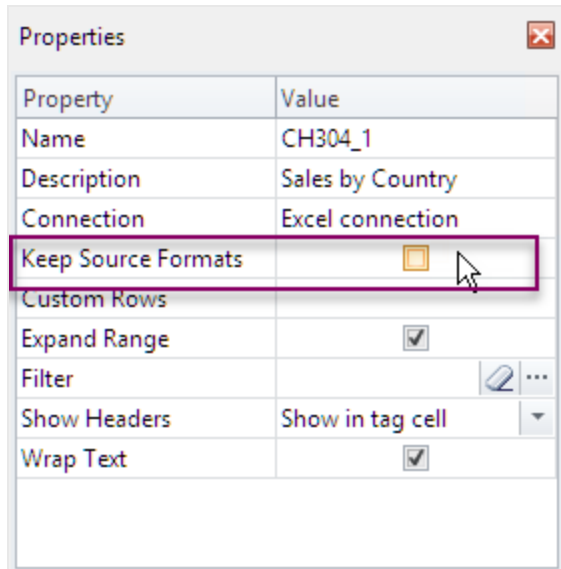 Properties
Property Value
Name CH304_1
Description Sales by Country
Connection Excel connection
Keep Source Formats
Custom Rows
Expand Range
Filter ...
Show Headers Show in tag cell
Wrap Text